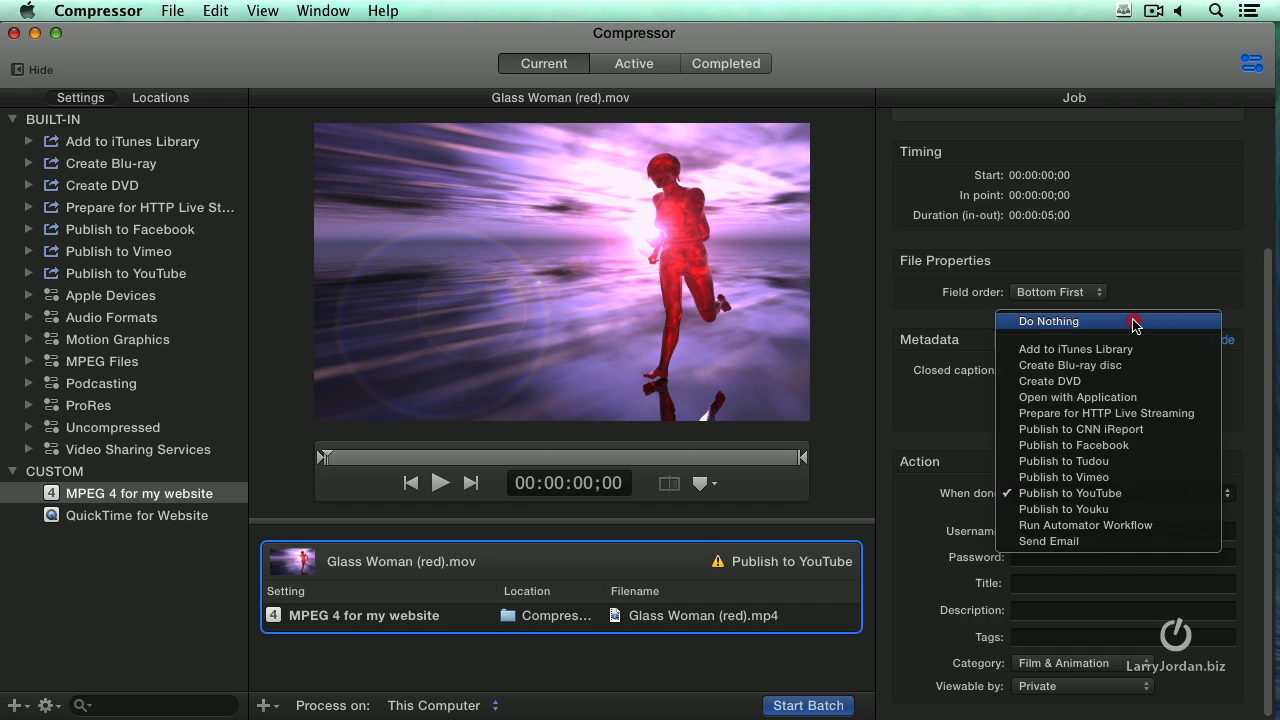 Compressor File Edit View Window Help
Compressor
Hide
Current Active Completed
Settings Locations
Glass Woman (red).mov
Job
BUILT-IN
Add to iTunes Library
Create Blu-ray
Create DVD
Prepare for HTTP Live St...
Publish to Facebook
Publish to Vimeo
Publish to YouTube
Apple Devices
Audio Formats
Motion Graphics
MPEG Files
Podcasting
ProRes
Uncompressed
Video Sharing Services
CUSTOM
4 MPEG 4 for my website
QuickTime for Website
00:00:00;00
Glass Woman (red).mov
Publish to YouTube
Setting Location Filename
4 MPEG 4 for my website Compres... Glass Woman (red).mp4
Process on: This Computer
Start Batch
Timing
Start: 00:00:00;00
In point: 00:00:00;00
Duration (in-out): 00:00:05;00
File Properties
Field order: Bottom First
Metadata
de
Closed caption
Action
When don
Do Nothing
Add to iTunes Library
Create Blu-ray disc
Create DVD
Open with Application
Prepare for HTTP Live Streaming
Publish to CNN iReport
Publish to Facebook
Publish to Tudou
Publish to Vimeo
✓ Publish to YouTube
Publish to Youku
Run Automator Workflow
Send Email
Usernam
Password:
Title:
Description:
Tags:
Category: Film & Animation
Viewable by: Private
LarryJordan.biz